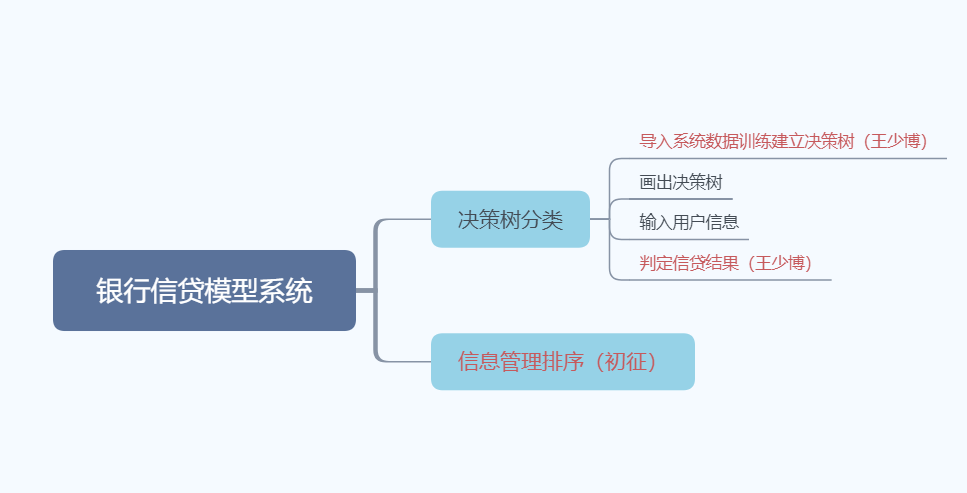 导入系统数据训练建立决策树（王少博）
画出决策树
决策树分类
输入用户信息
判定信贷结果（王少博）
银行信贷模型系统
信息管理排序（初征）